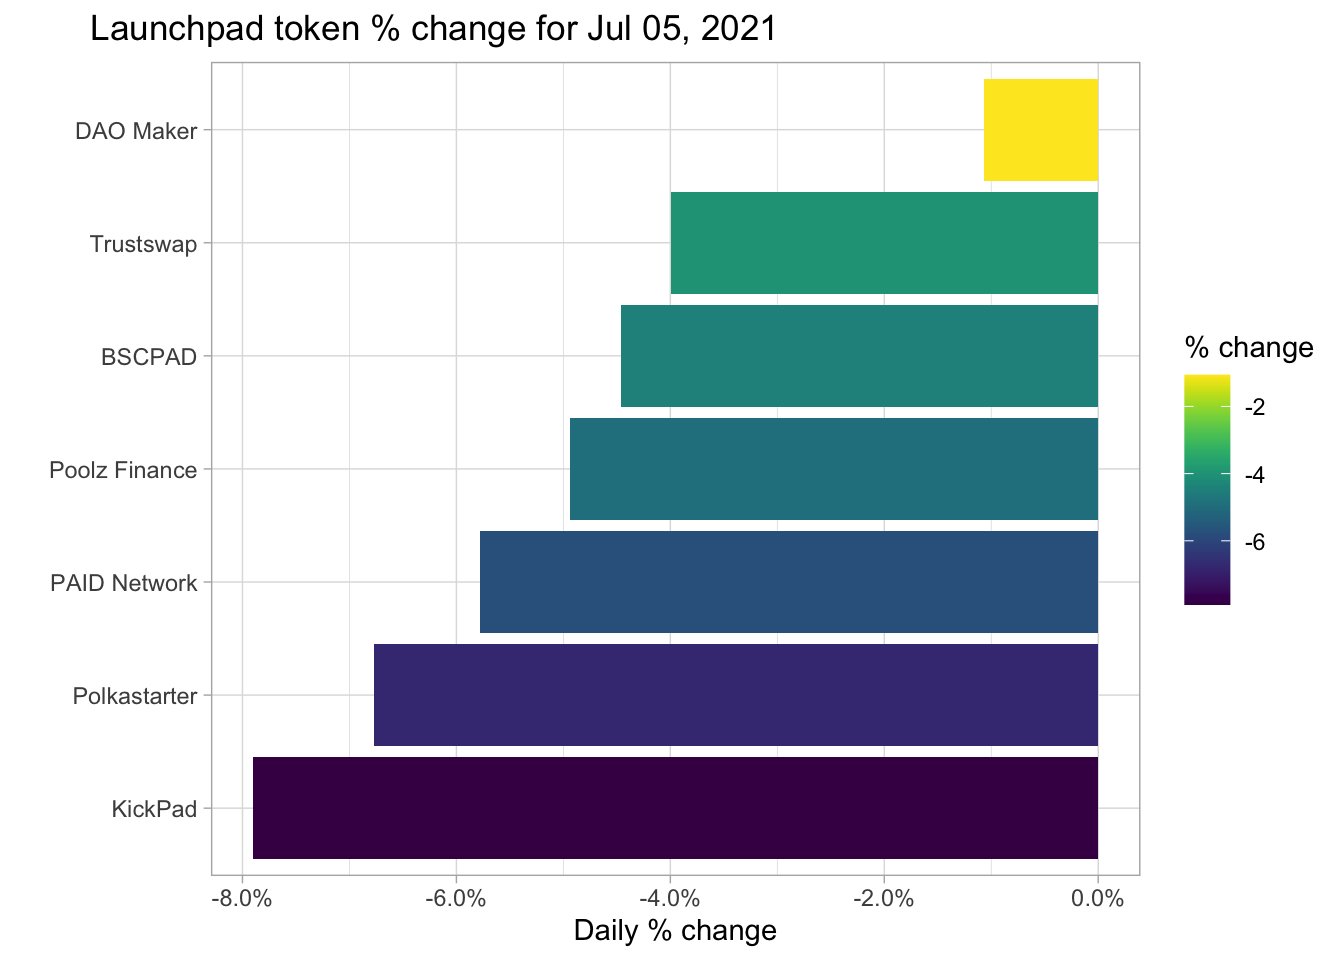 Launchpad token % change for Jul 05, 2021
DAO Maker
Trustswap
BSCPAD
Poolz Finance
PAID Network
Polkastarter
KickPad
-8.0%
-6.0%
-4.0%
-2.0%
0.0%
Daily % change
% change
-2
-4
-6